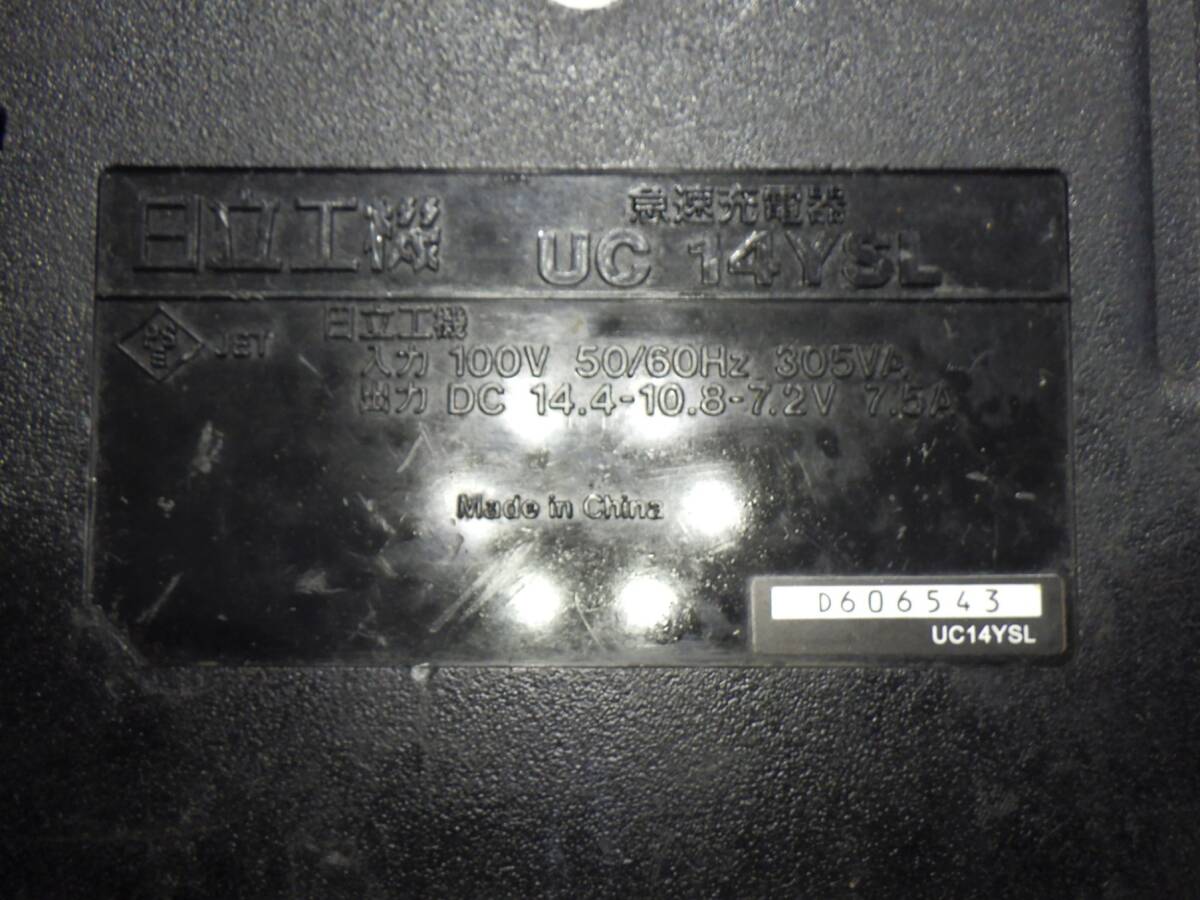 日立工機
急速充電器
UC 14YSL
PS
E
JET
日立工機
入力 100V 50/60Hz 305VA
出力 DC 14.4-10.8-7.2V 7.5A
Made in China
D606543
UC14YSL